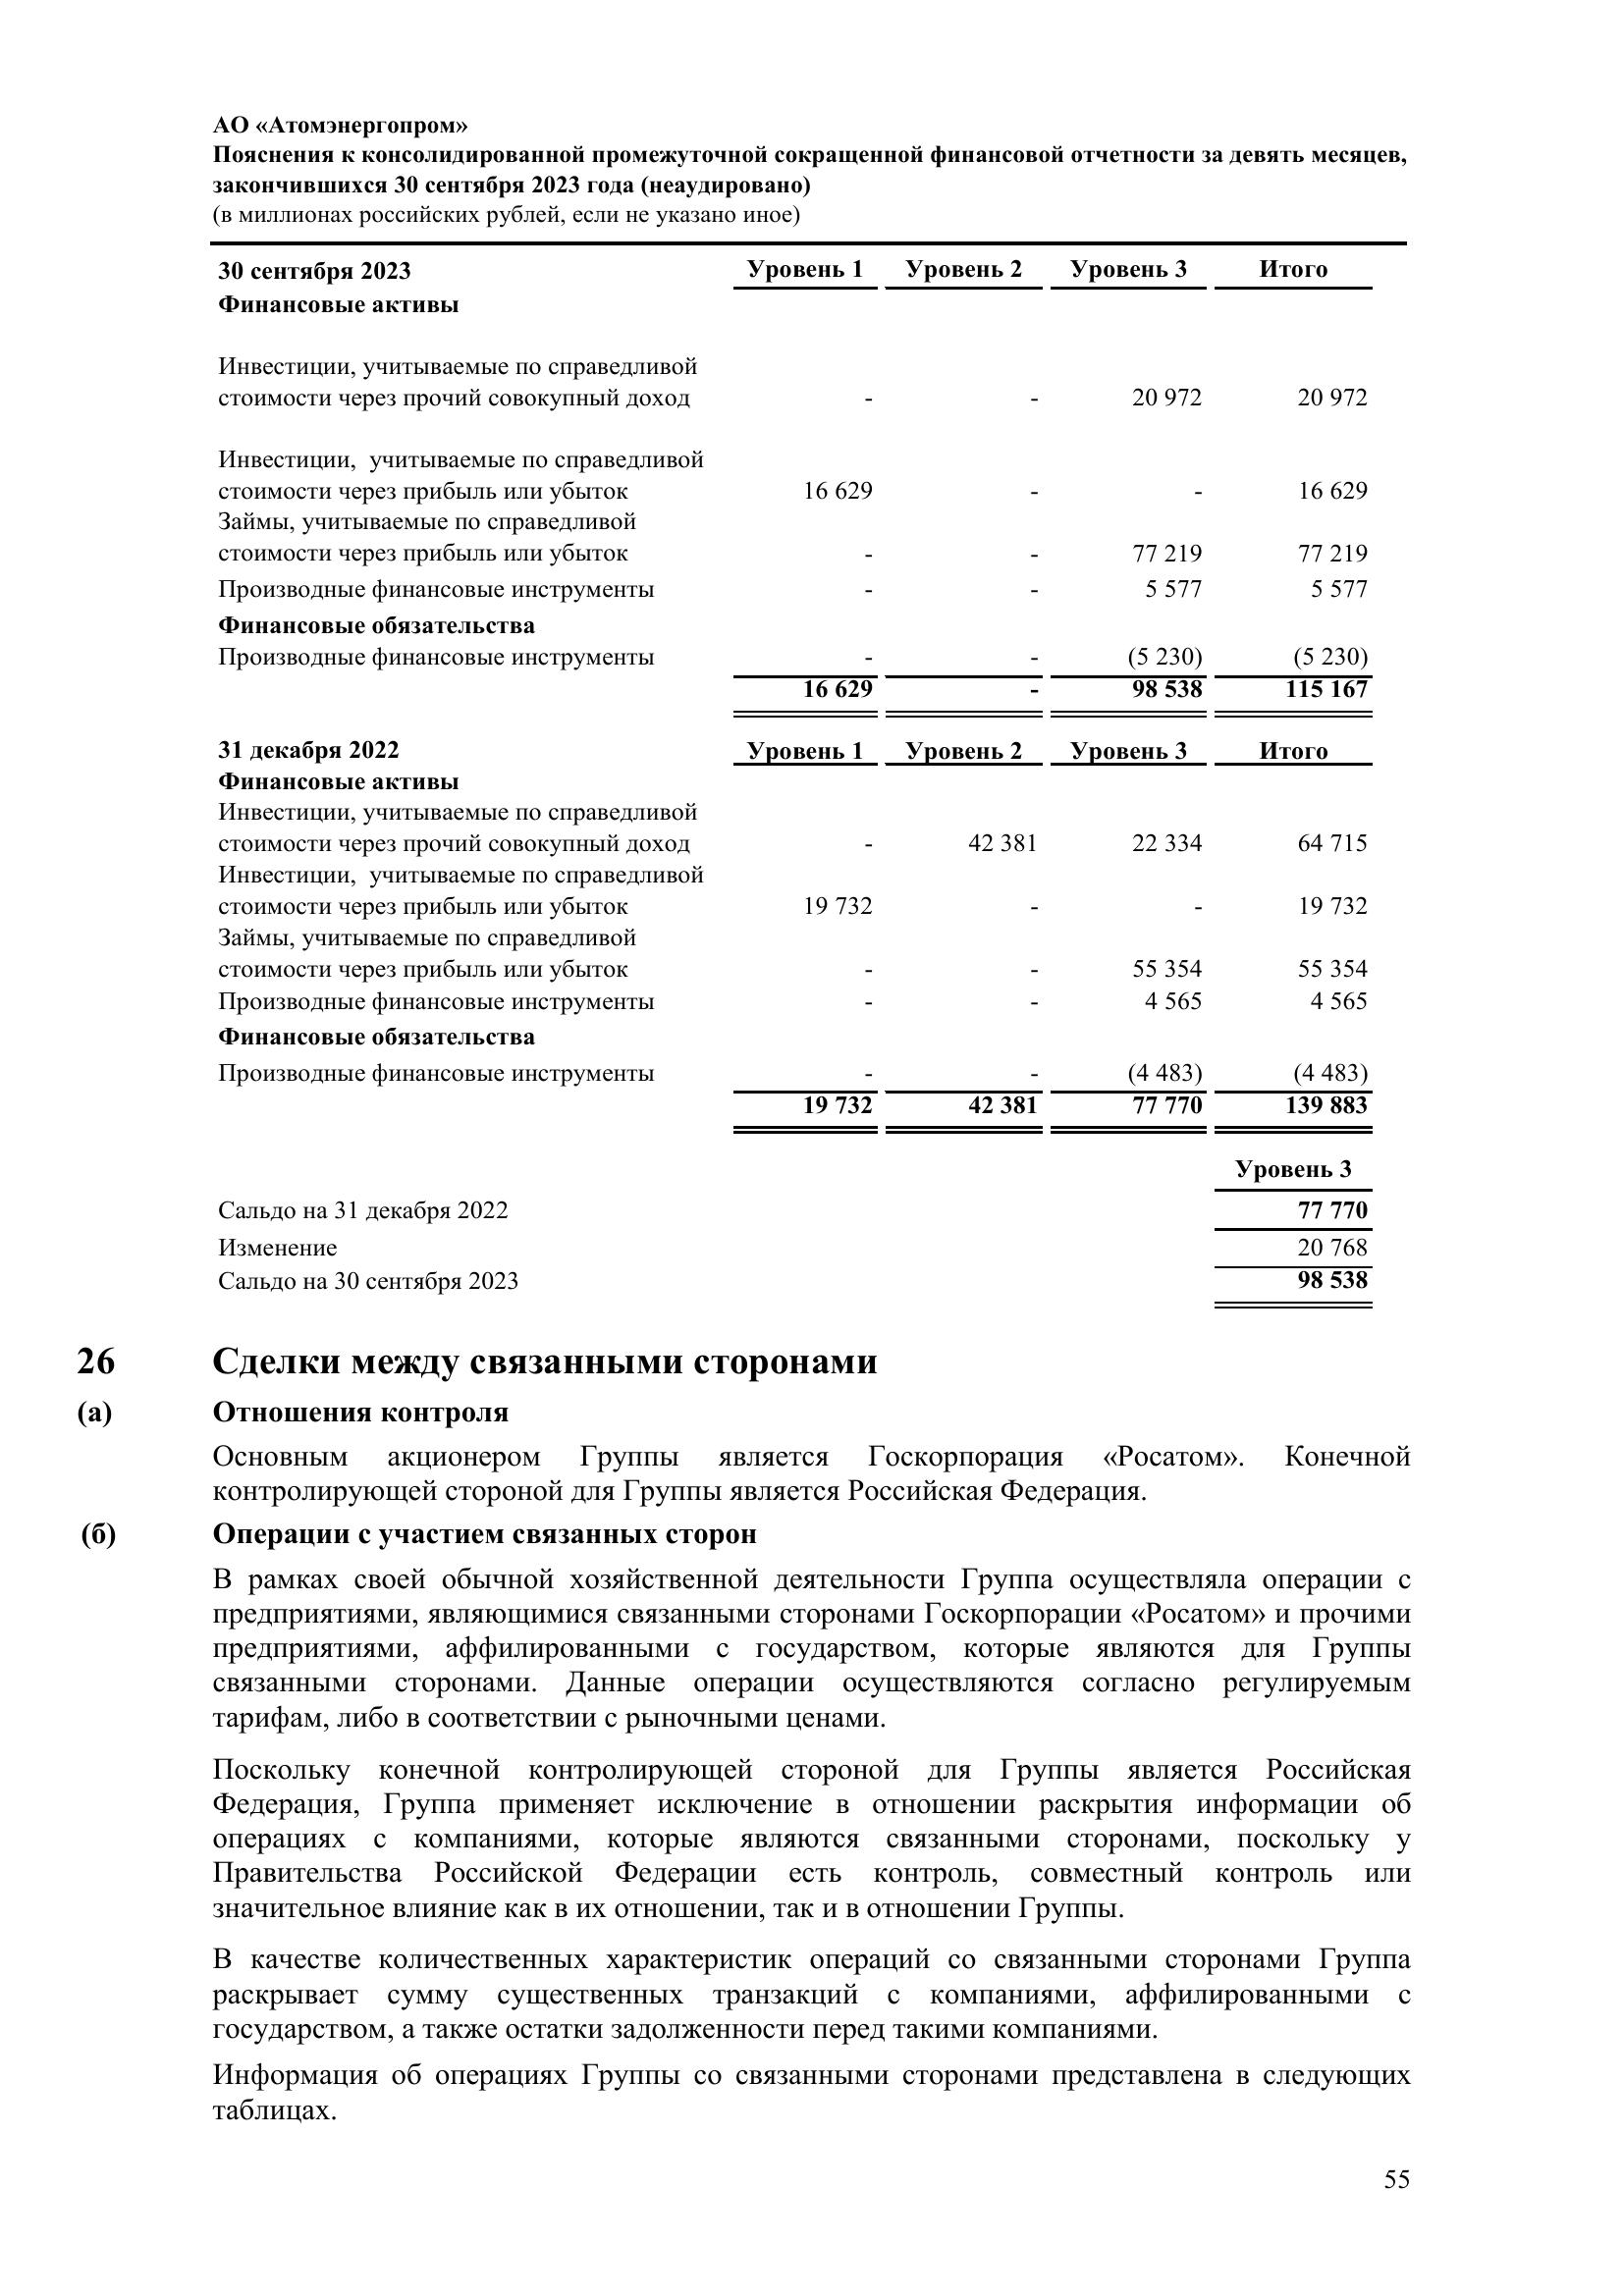 АО «Атомэнергопром»
Пояснения к консолидированной промежуточной сокращенной финансовой отчетности за девять месяцев,
закончившихся 30 сентября 2023 года (неаудировано)
(в миллионах российских рублей, если не указано иное)
30 сентября 2023 Уровень 1 Уровень 2 Уровень 3 Итого
Финансовые активы
Инвестиции, учитываемые по справедливой
стоимости через прочий совокупный доход - - 20 972 20 972
Инвестиции, учитываемые по справедливой
стоимости через прибыль или убыток 16 629 - - 16 629
Займы, учитываемые по справедливой
стоимости через прибыль или убыток - - 77 219 77 219
Производные финансовые инструменты - - 5 577 5 577
Финансовые обязательства
Производные финансовые инструменты - - (5 230) (5 230)
16 629 - 98 538 115 167
31 декабря 2022 Уровень 1 Уровень 2 Уровень 3 Итого
Финансовые активы
Инвестиции, учитываемые по справедливой
стоимости через прочий совокупный доход - 42 381 22 334 64 715
Инвестиции, учитываемые по справедливой
стоимости через прибыль или убыток 19 732 - - 19 732
Займы, учитываемые по справедливой
стоимости через прибыль или убыток - - 55 354 55 354
Производные финансовые инструменты - - 4 565 4 565
Финансовые обязательства
Производные финансовые инструменты - - (4 483) (4 483)
19 732 42 381 77 770 139 883
Уровень 3
Сальдо на 31 декабря 2022 77 770
Изменение 20 768
Сальдо на 30 сентября 2023 98 538
26 Сделки между связанными сторонами
(а) Отношения контроля
Основным акционером Группы является Госкорпорация «Росатом». Конечной
контролирующей стороной для Группы является Российская Федерация.
(б) Операции с участием связанных сторон
В рамках своей обычной хозяйственной деятельности Группа осуществляла операции с
предприятиями, являющимися связанными сторонами Госкорпорации «Росатом» и прочими
предприятиями, аффилированными с государством, которые являются для Группы
связанными сторонами. Данные операции осуществляются согласно регулируемым
тарифам, либо в соответствии с рыночными ценами.
Поскольку конечной контролирующей стороной для Группы является Российская
Федерация, Группа применяет исключение в отношении раскрытия информации об
операциях с компаниями, которые являются связанными сторонами, поскольку у
Правительства Российской Федерации есть контроль, совместный контроль или
значительное влияние как в их отношении, так и в отношении Группы.
В качестве количественных характеристик операций со связанными сторонами Группа
раскрывает сумму существенных транзакций с компаниями, аффилированными с
государством, а также остатки задолженности перед такими компаниями.
Информация об операциях Группы со связанными сторонами представлена в следующих
таблицах.
55